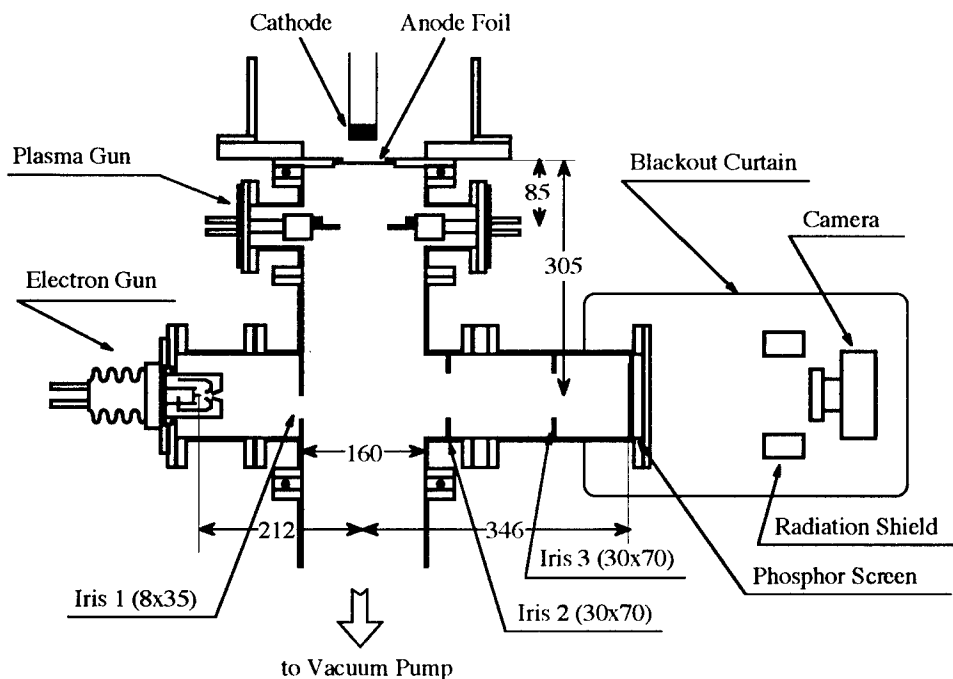 Cathode
Anode Foil
Plasma Gun
85
Blackout Curtain
Camera
305
Electron Gun
160
212
346
Radiation Shield
Iris 3 (30x70)
Phosphor Screen
Iris 1 (8x35)
Iris 2 (30x70)
to Vacuum Pump